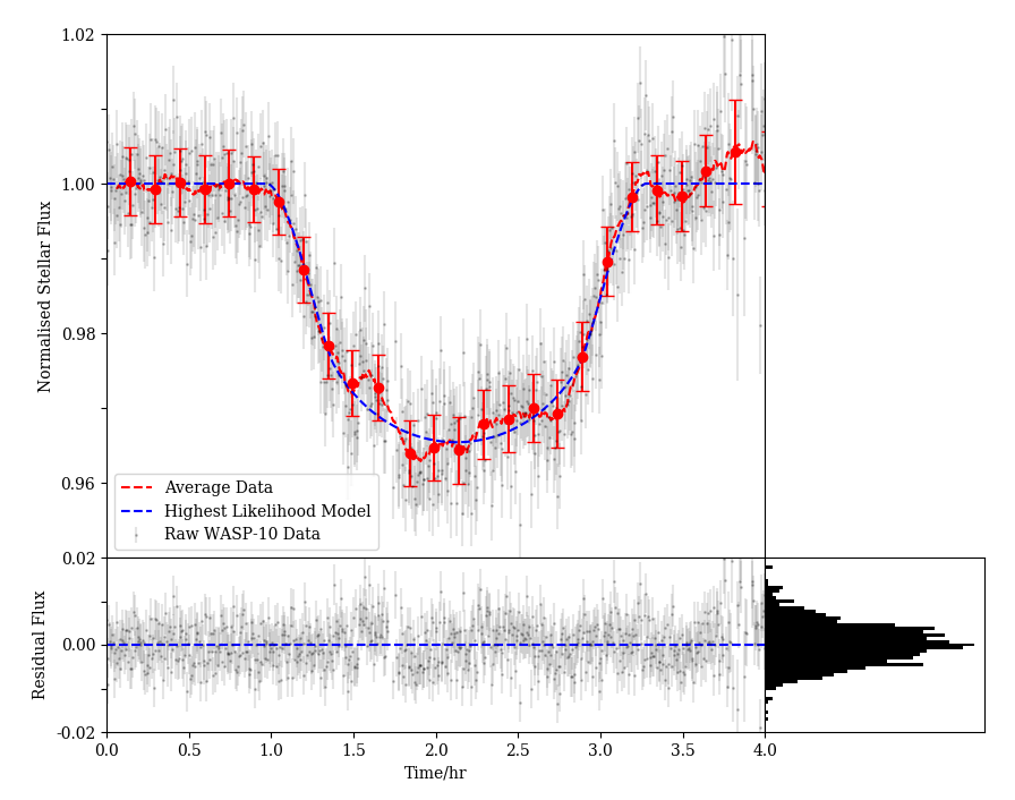 1.02
1.00
0.98
0.96
Normalised Stellar Flux
Average Data
Highest Likelihood Model
Raw WASP-10 Data
0.02
0.00
-0.02
Residual Flux
0.0 0.5 1.0 1.5 2.0 2.5 3.0 3.5 4.0
Time/hr